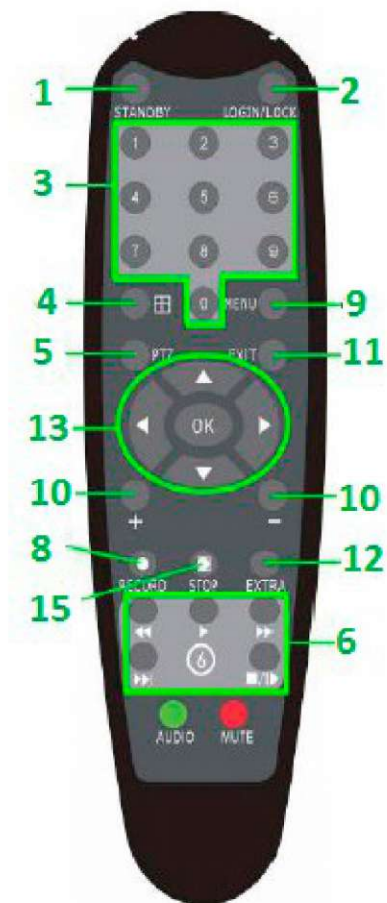 1 2
STANDBY LOGIN/LOCK
1 2 3
3
4 5 6
7 8 9
4 0 MENU 9
5 PTZ EXIT 11
13 OK
10 10
+ -
8 12
RECORD STOP EXTRA
15
6 6
AUDIO MUTE